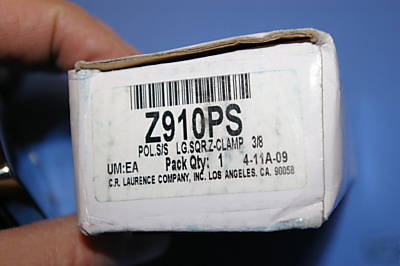 Z910PS
POL.S/S LG.SQR.Z-CLAMP 3/8
UM:EA Pack Qty: 1 4-11A-09
C.R. LAURENCE COMPANY, INC. LOS ANGELES, CA. 90058